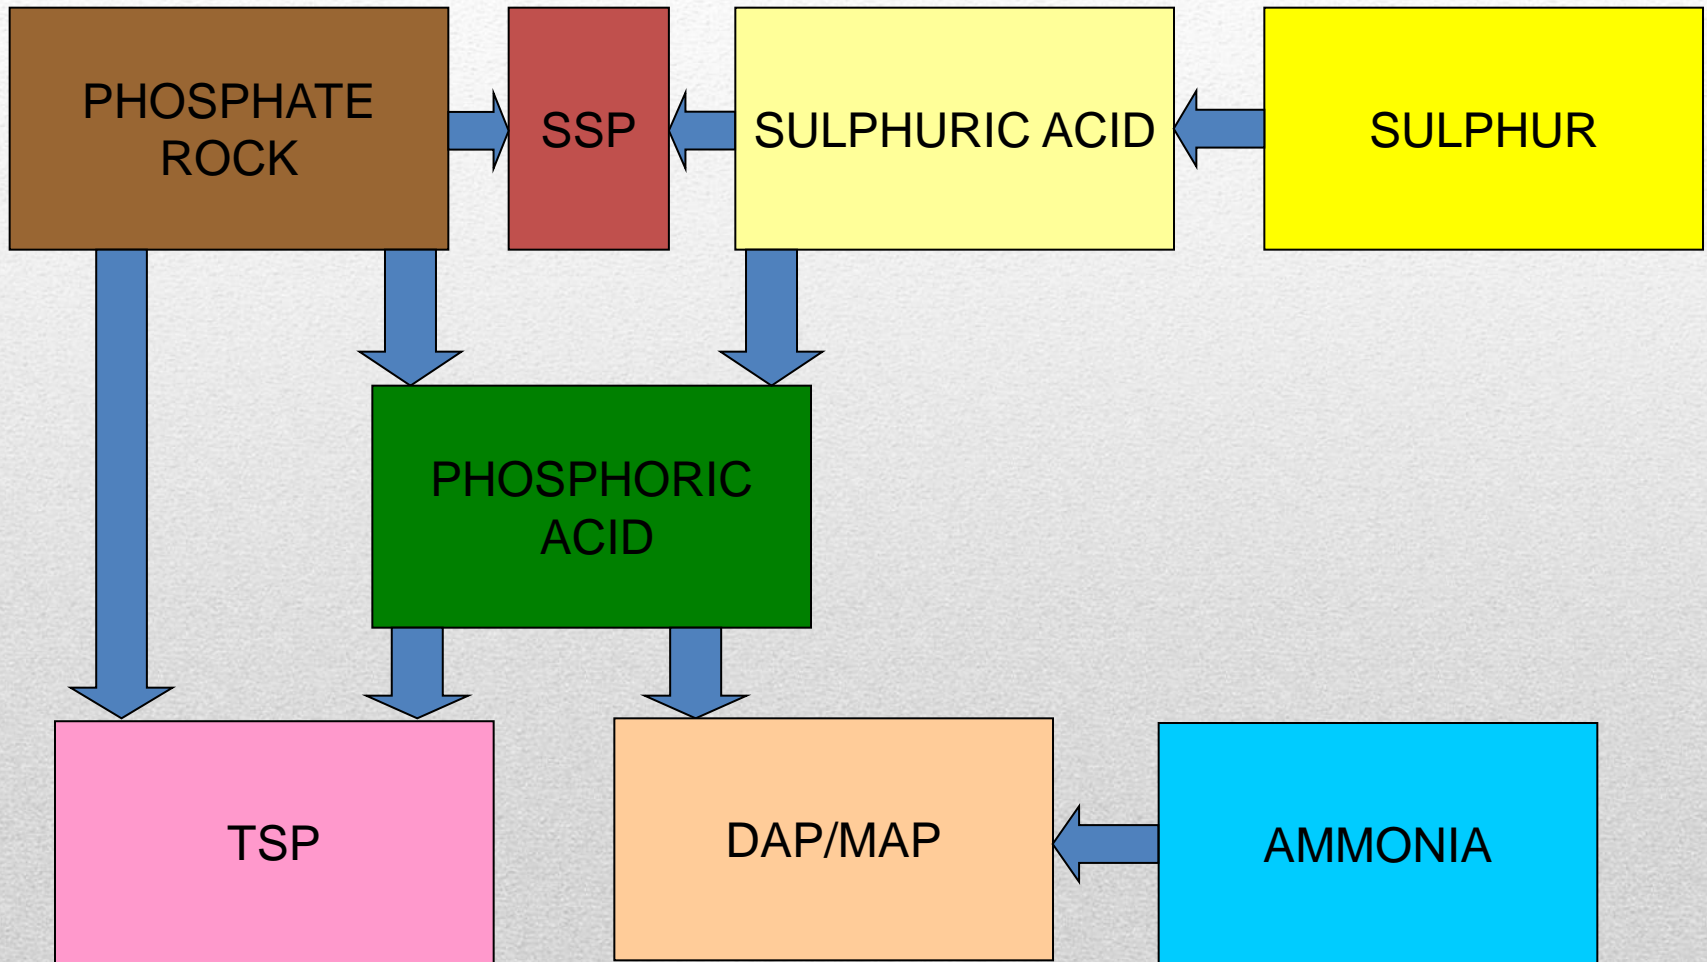 PHOSPHATE
ROCK
SSP
SULPHURIC ACID
SULPHUR
PHOSPHORIC
ACID
TSP
DAP/MAP
AMMONIA